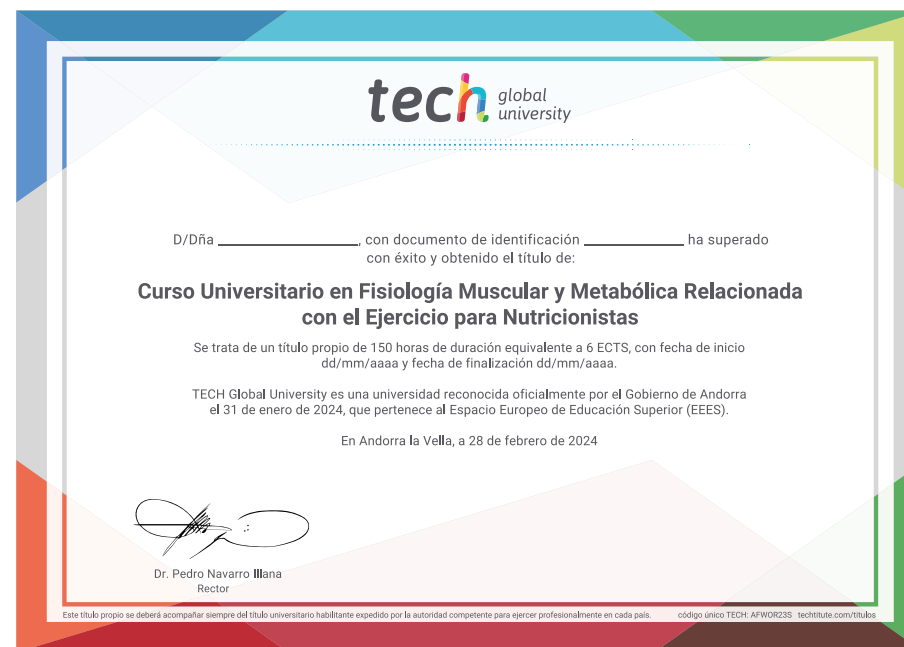 tech global university
D/Dña ______________, con documento de identificación __________ ha superado
con éxito y obtenido el título de:
Curso Universitario en Fisiología Muscular y Metabólica Relacionada
con el Ejercicio para Nutricionistas
Se trata de un título propio de 150 horas de duración equivalente a 6 ECTS, con fecha de inicio
dd/mm/aaaa y fecha de finalización dd/mm/aaaa.
TECH Global University es una universidad reconocida oficialmente por el Gobierno de Andorra
el 31 de enero de 2024, que pertenece al Espacio Europeo de Educación Superior (EEES).
En Andorra la Vella, a 28 de febrero de 2024
Dr. Pedro Navarro Illana
Rector
Este título propio se deberá acompañar siempre del título universitario habilitante expedido por la autoridad competente para ejercer profesionalmente en cada país. código único TECH: AFWOR23S techtitute.com/titulos